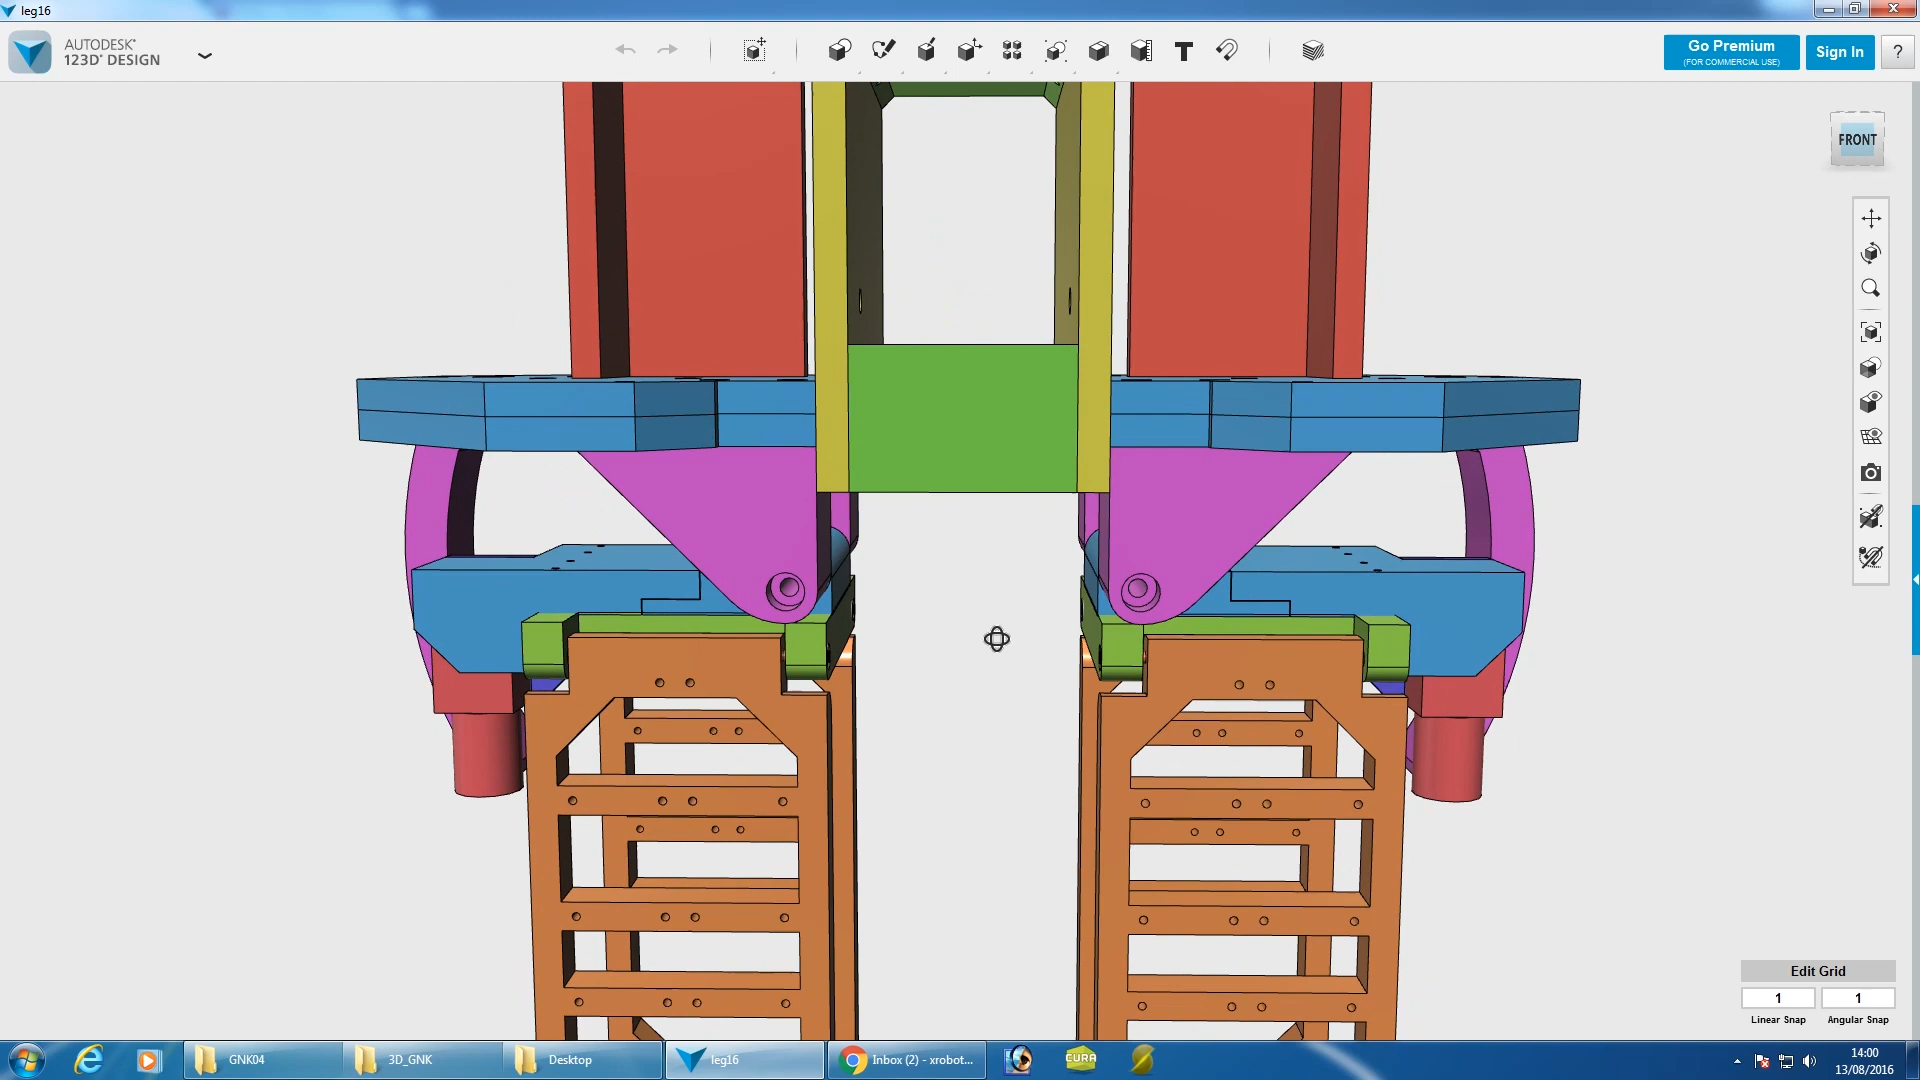 leg16
AUTODESK®
123D® DESIGN
T
Go Premium
(FOR COMMERCIAL USE)
Sign In
?
FRONT
Edit Grid
1
1
Linear Snap
Angular Snap
GNK04
3D_GNK
Desktop
leg16
Inbox (2) - xrobot...
CURA
14:00
13/08/2016